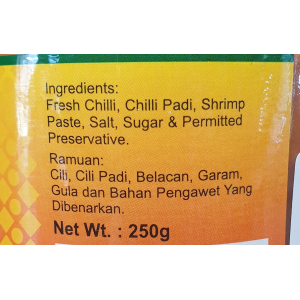 Ingredients:
Fresh Chilli, Chilli Padi, Shrimp
Paste, Salt, Sugar & Permitted
Preservative.
Ramuan:
Cili, Cili Padi, Belacan, Garam,
Gula dan Bahan Pengawet Yang
Dibenarkan.
Net Wt. : 250g